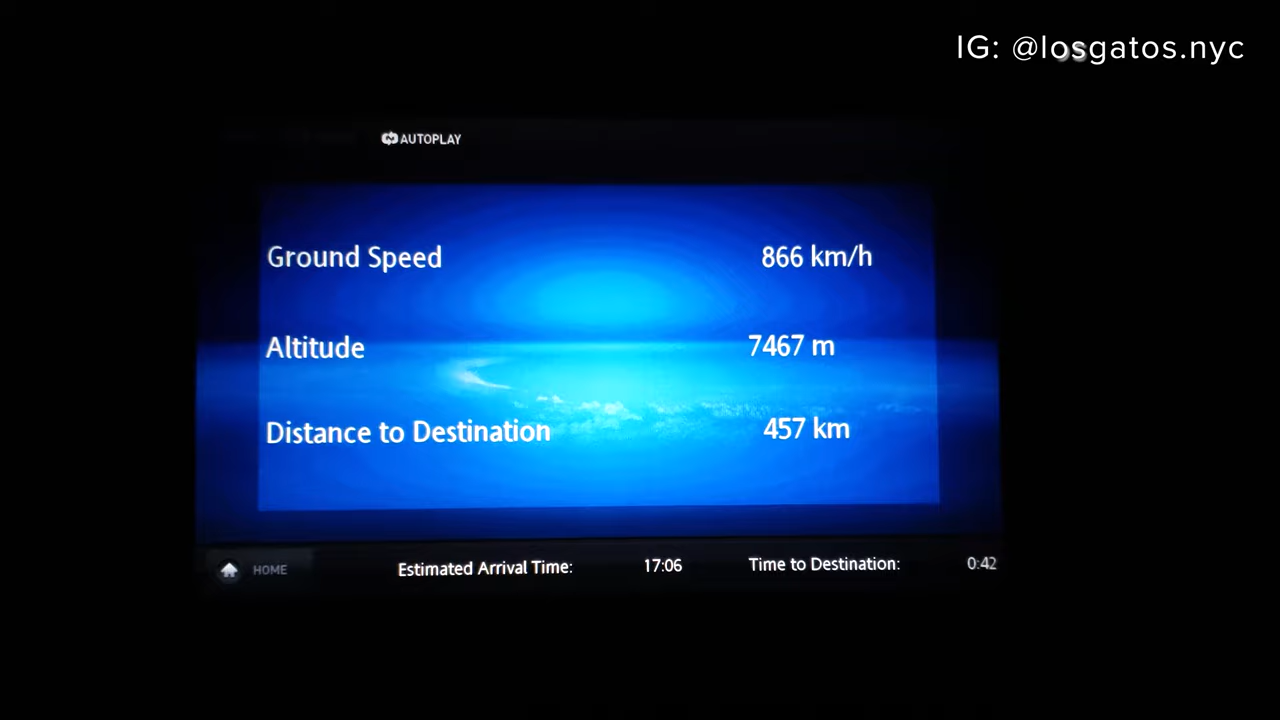 IG: @losgatos.nyc
AUTOPLAY
Ground Speed 866 km/h
Altitude 7467 m
Distance to Destination 457 km
HOME Estimated Arrival Time: 17:06 Time to Destination: 0:42